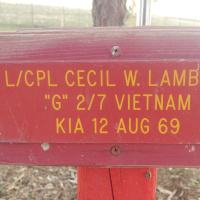 L/CPL CECIL W. LAMB
"G" 2/7 VIETNAM
KIA 12 AUG 69